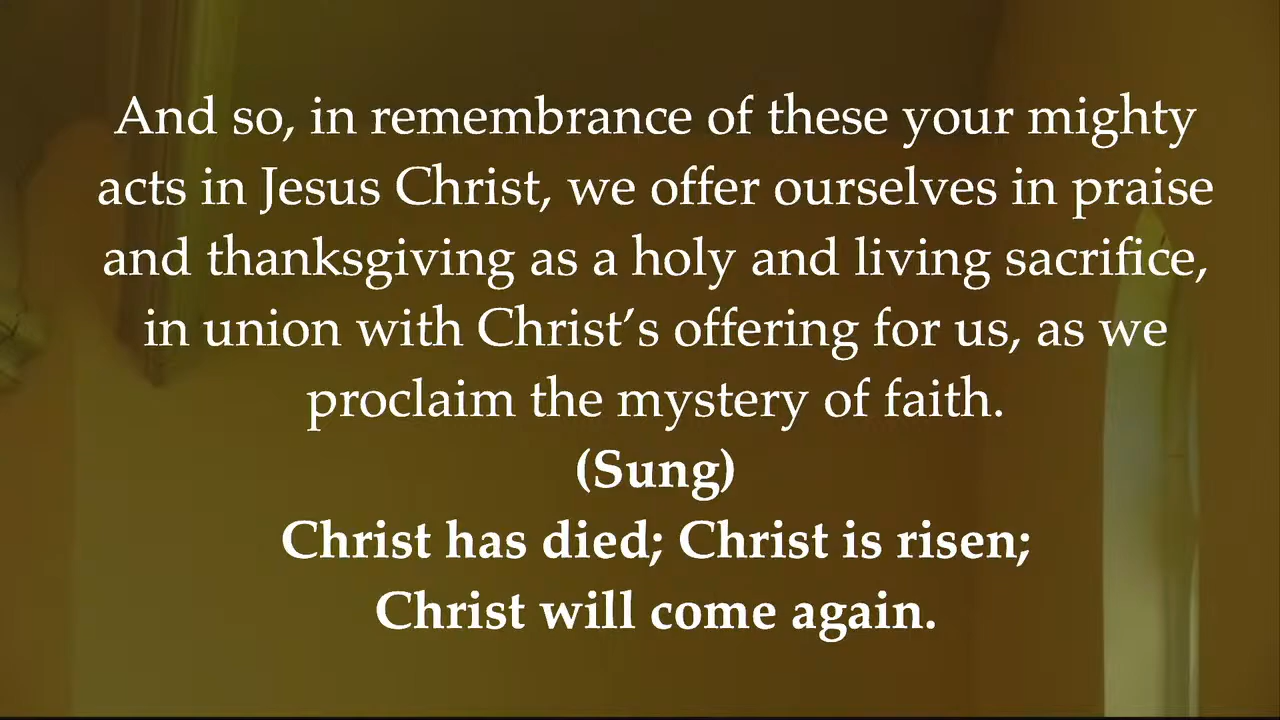 And so, in remembrance of these your mighty
acts in Jesus Christ, we offer ourselves in praise
and thanksgiving as a holy and living sacrifice,
in union with Christ’s offering for us, as we
proclaim the mystery of faith.
(Sung)
Christ has died; Christ is risen;
Christ will come again.